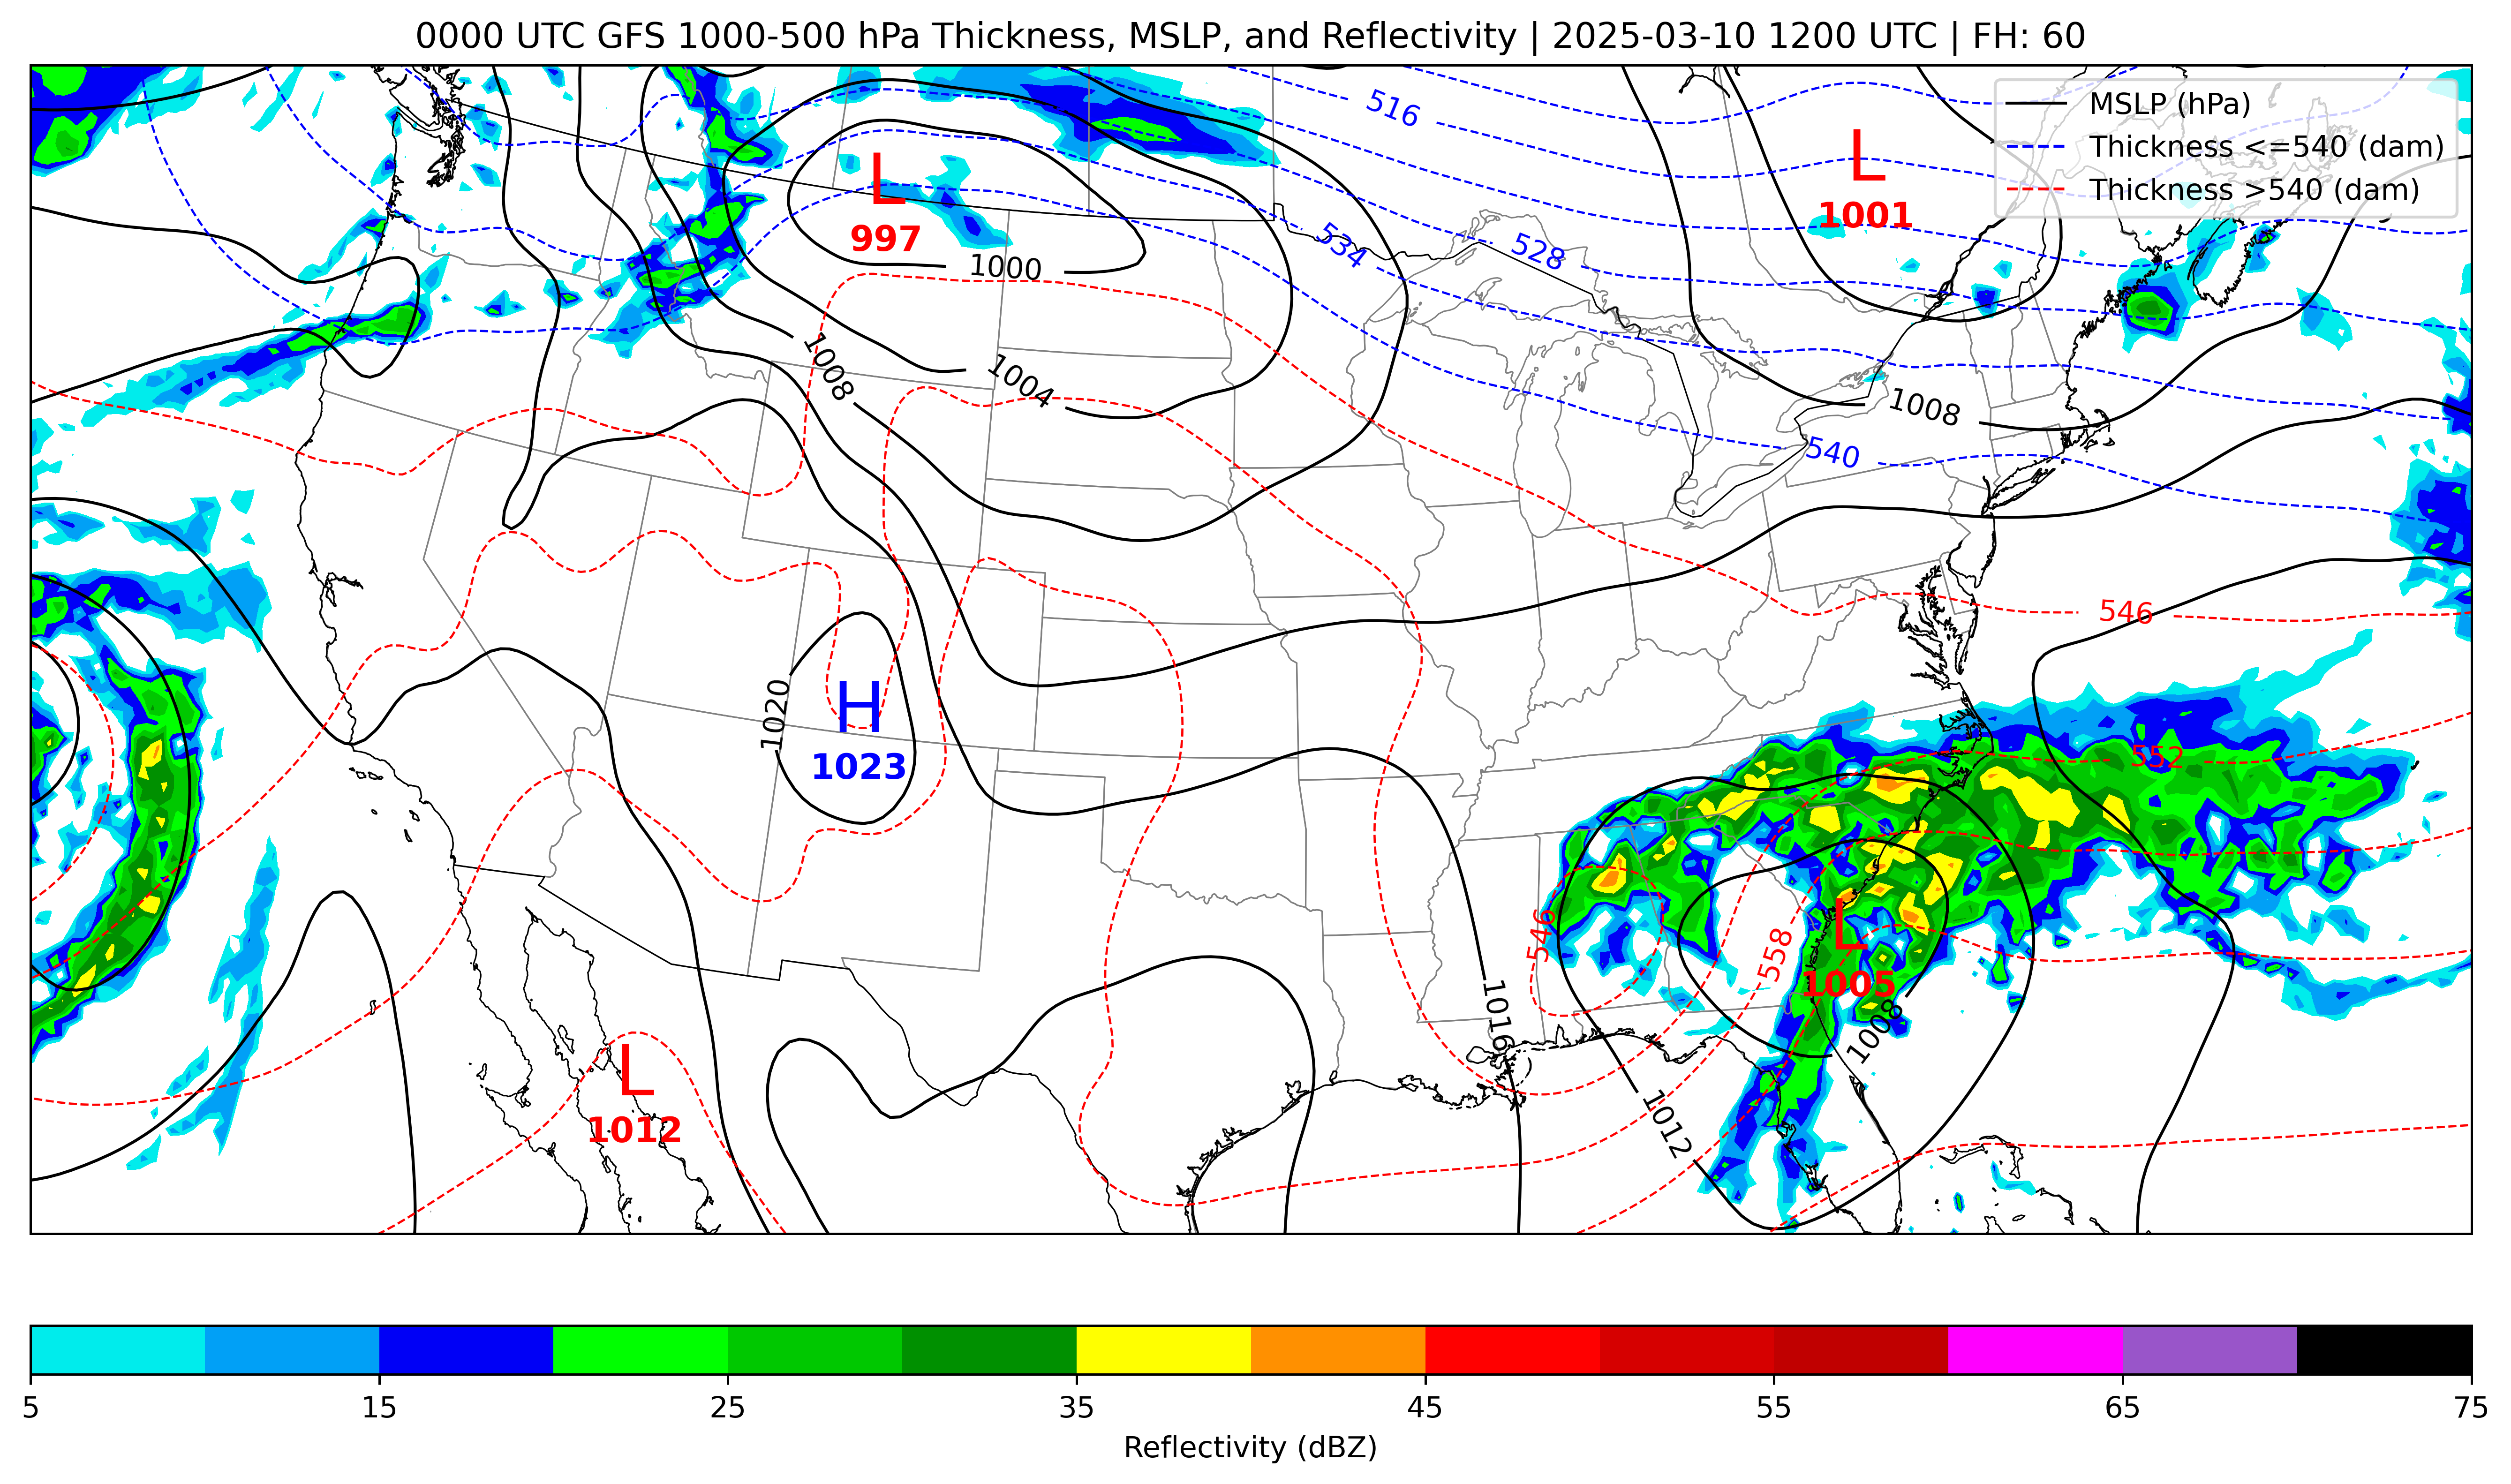 0000 UTC GFS 1000-500 hPa Thickness, MSLP, and Reflectivity | 2025-03-10 1200 UTC | FH: 60
MSLP (hPa)
Thickness <=540 (dam)
Thickness >540 (dam)
516
L
1001
L
997
534
528
1000
1008
1004
1008
540
546
1020
H
1023
552
546
558
L
1005
1016
1008
L
1012
1012
5
15
25
35
45
55
65
75
Reflectivity (dBZ)